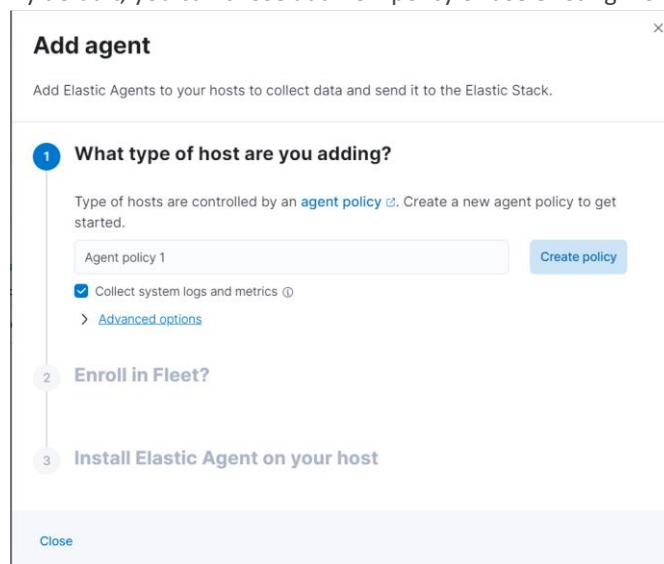 Add agent
Add Elastic Agents to your hosts to collect data and send it to the Elastic Stack.
1 What type of host are you adding?
Type of hosts are controlled by an agent policy. Create a new agent policy to get
started.
Agent policy 1
Create policy
Collect system logs and metrics
Advanced options
2 Enroll in Fleet?
3 Install Elastic Agent on your host
Close